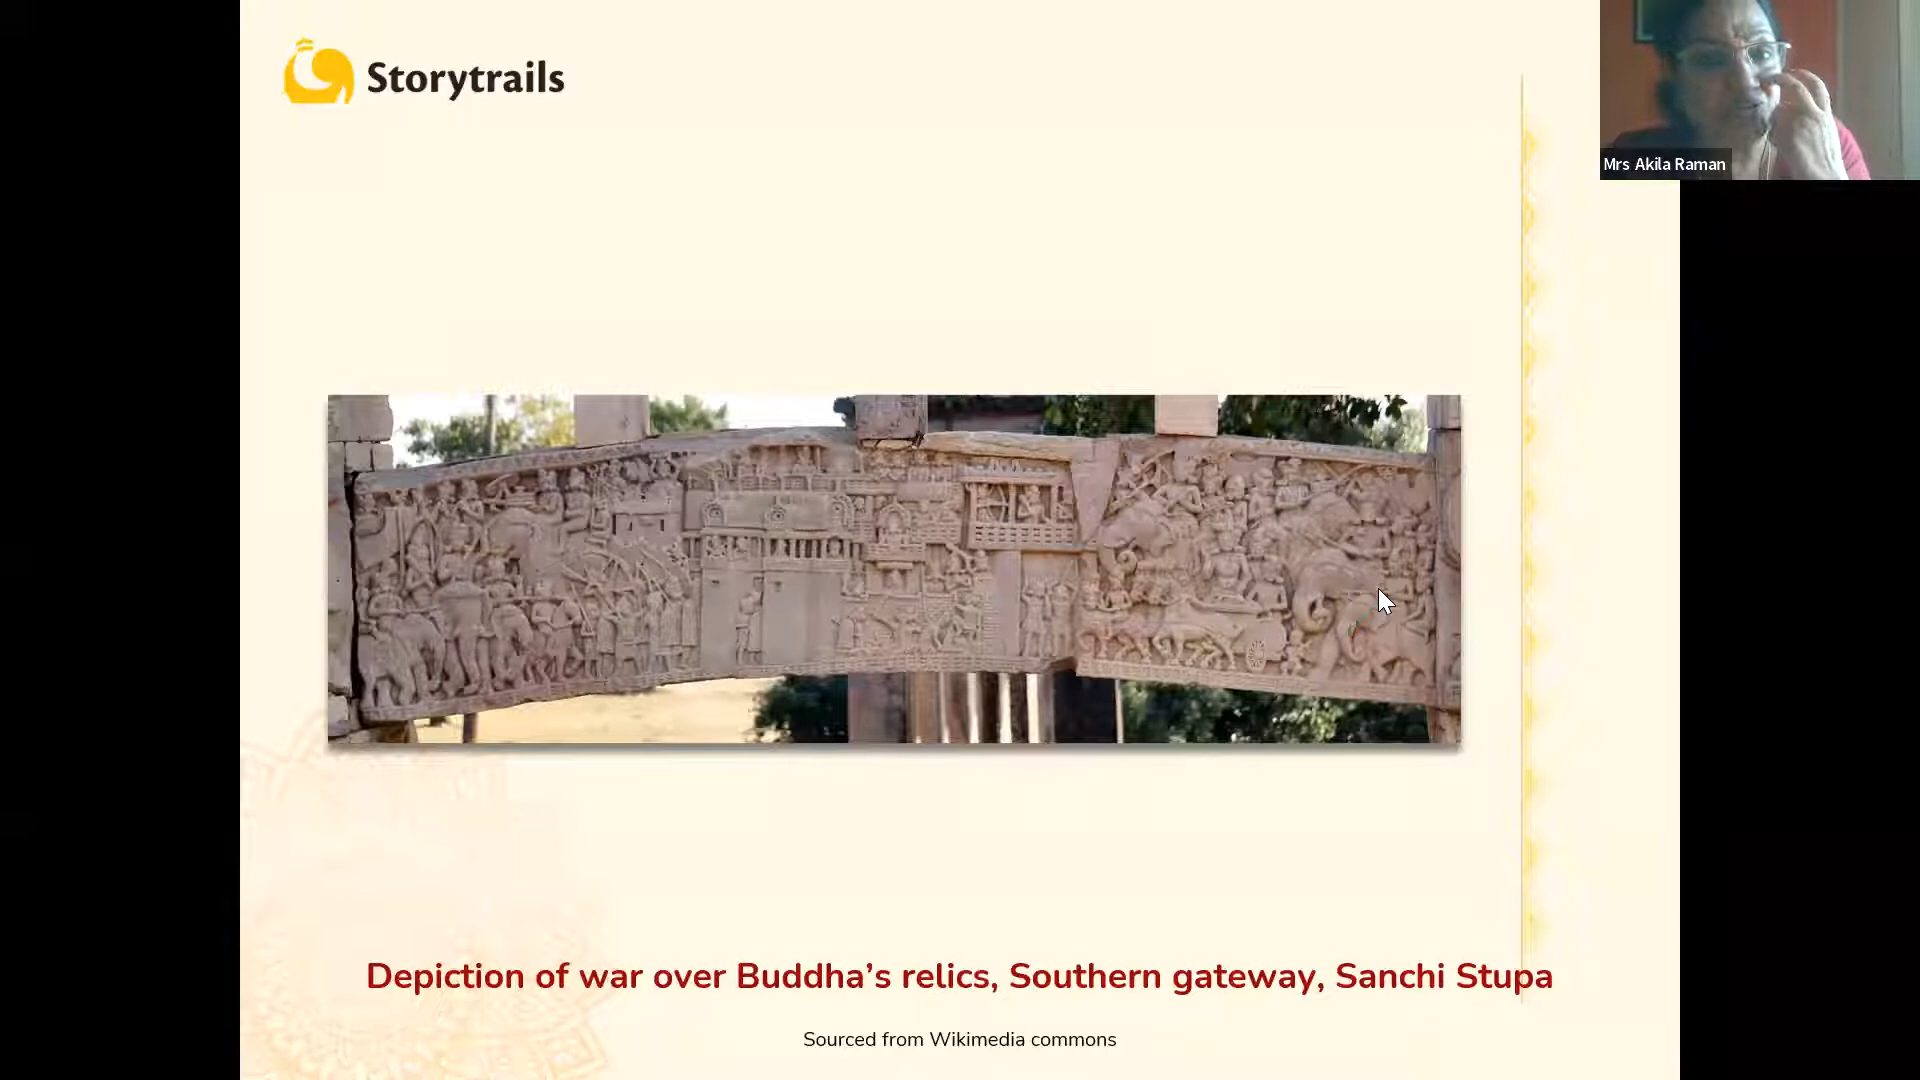 Storytrails
Mrs Akila Raman
Depiction of war over Buddha’s relics, Southern gateway, Sanchi Stupa
Sourced from Wikimedia commons